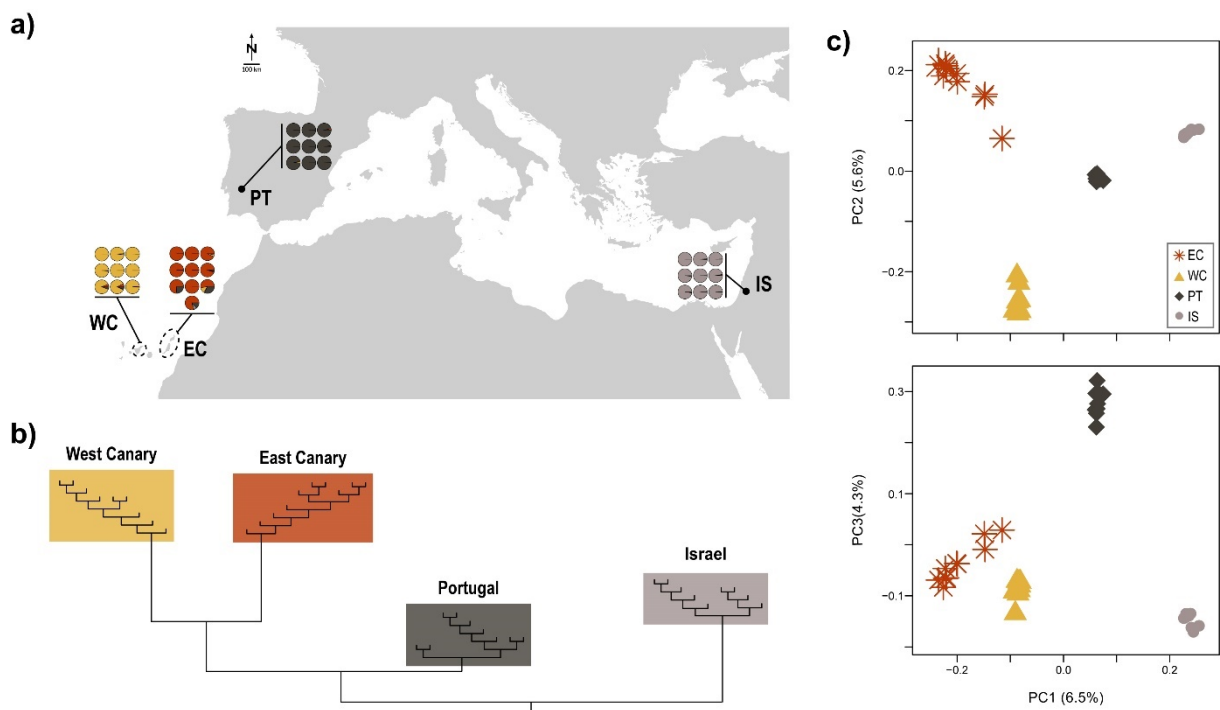 a)
N
100 km
PT
WC
EC
IS
b)
West Canary
East Canary
Portugal
Israel
c)
PC2 (5.6%)
0.2
0.0
−0.2
EC
WC
PT
IS
PC3(4.3%)
0.3
0.1
−0.1
−0.2
0.0
0.2
PC1 (6.5%)